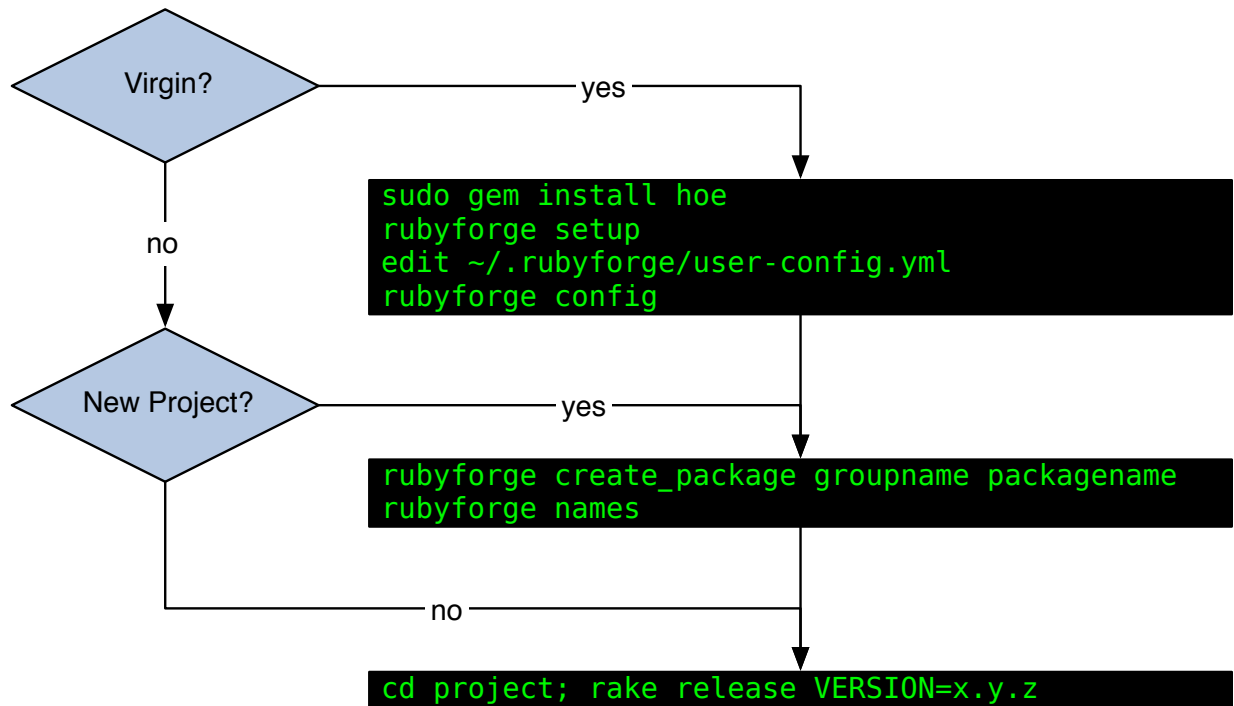 Virgin?
yes
sudo gem install hoe
rubyforge setup
edit ~/.rubyforge/user-config.yml
rubyforge config
no
New Project?
yes
rubyforge create_package groupname packagename
rubyforge names
no
cd project; rake release VERSION=x.y.z